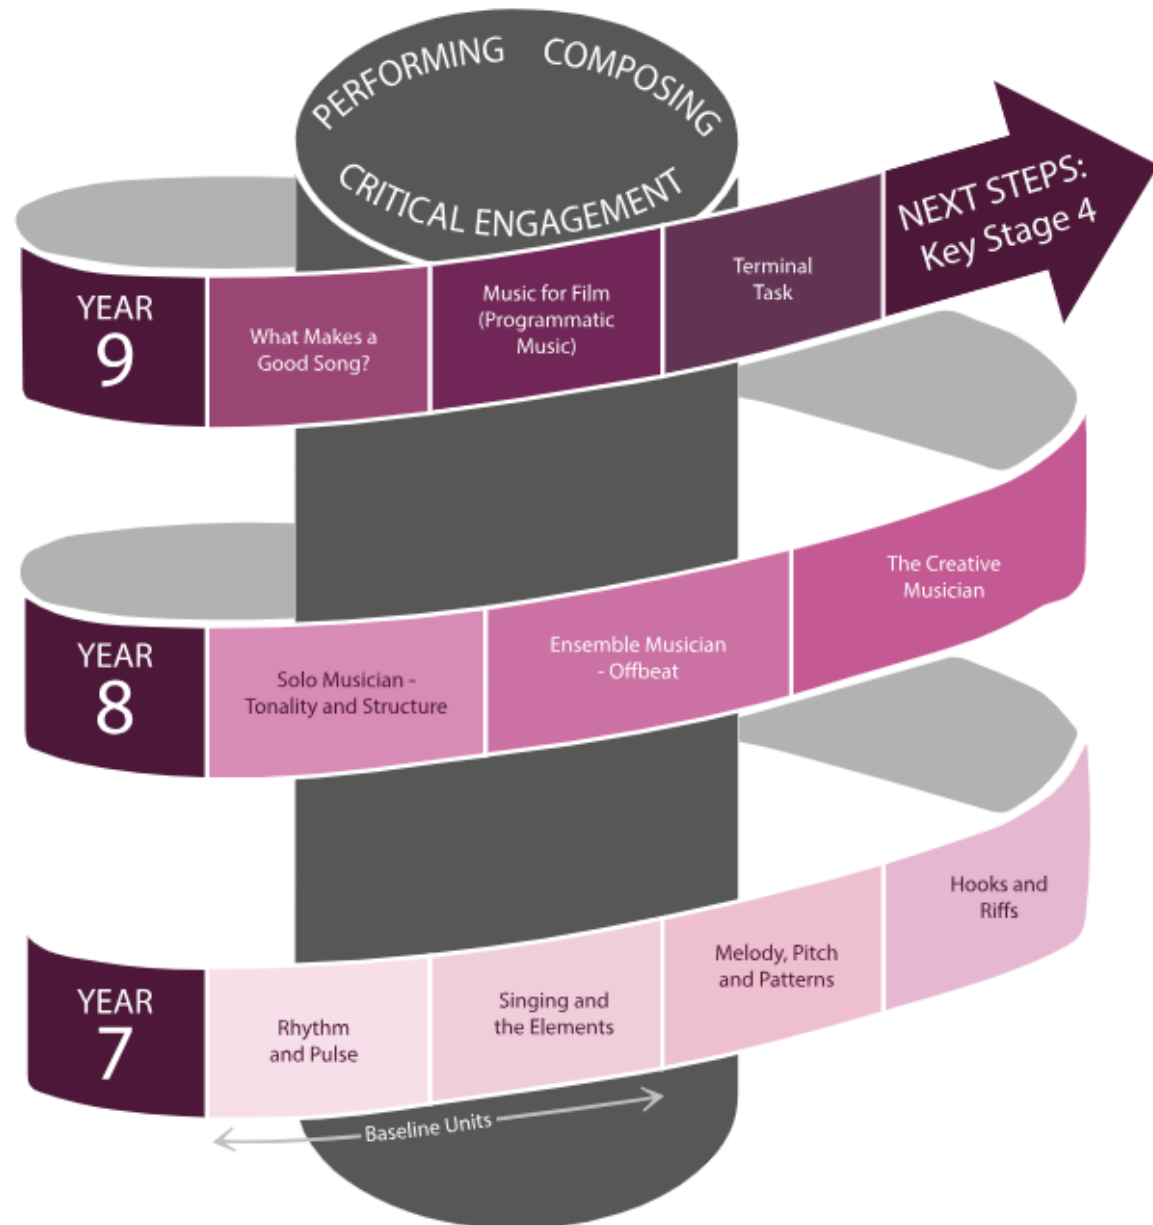 PERFORMING COMPOSING
CRITICAL ENGAGEMENT
YEAR
9
What Makes a
Good Song?
Music for Film
(Programmatic
Music)
Terminal
Task
NEXT STEPS:
Key Stage 4
YEAR
8
Solo Musician -
Tonality and Structure
Ensemble Musician
- Offbeat
The Creative
Musician
YEAR
7
Rhythm
and Pulse
Singing and
the Elements
Melody, Pitch
and Patterns
Hooks and
Riffs
Baseline Units